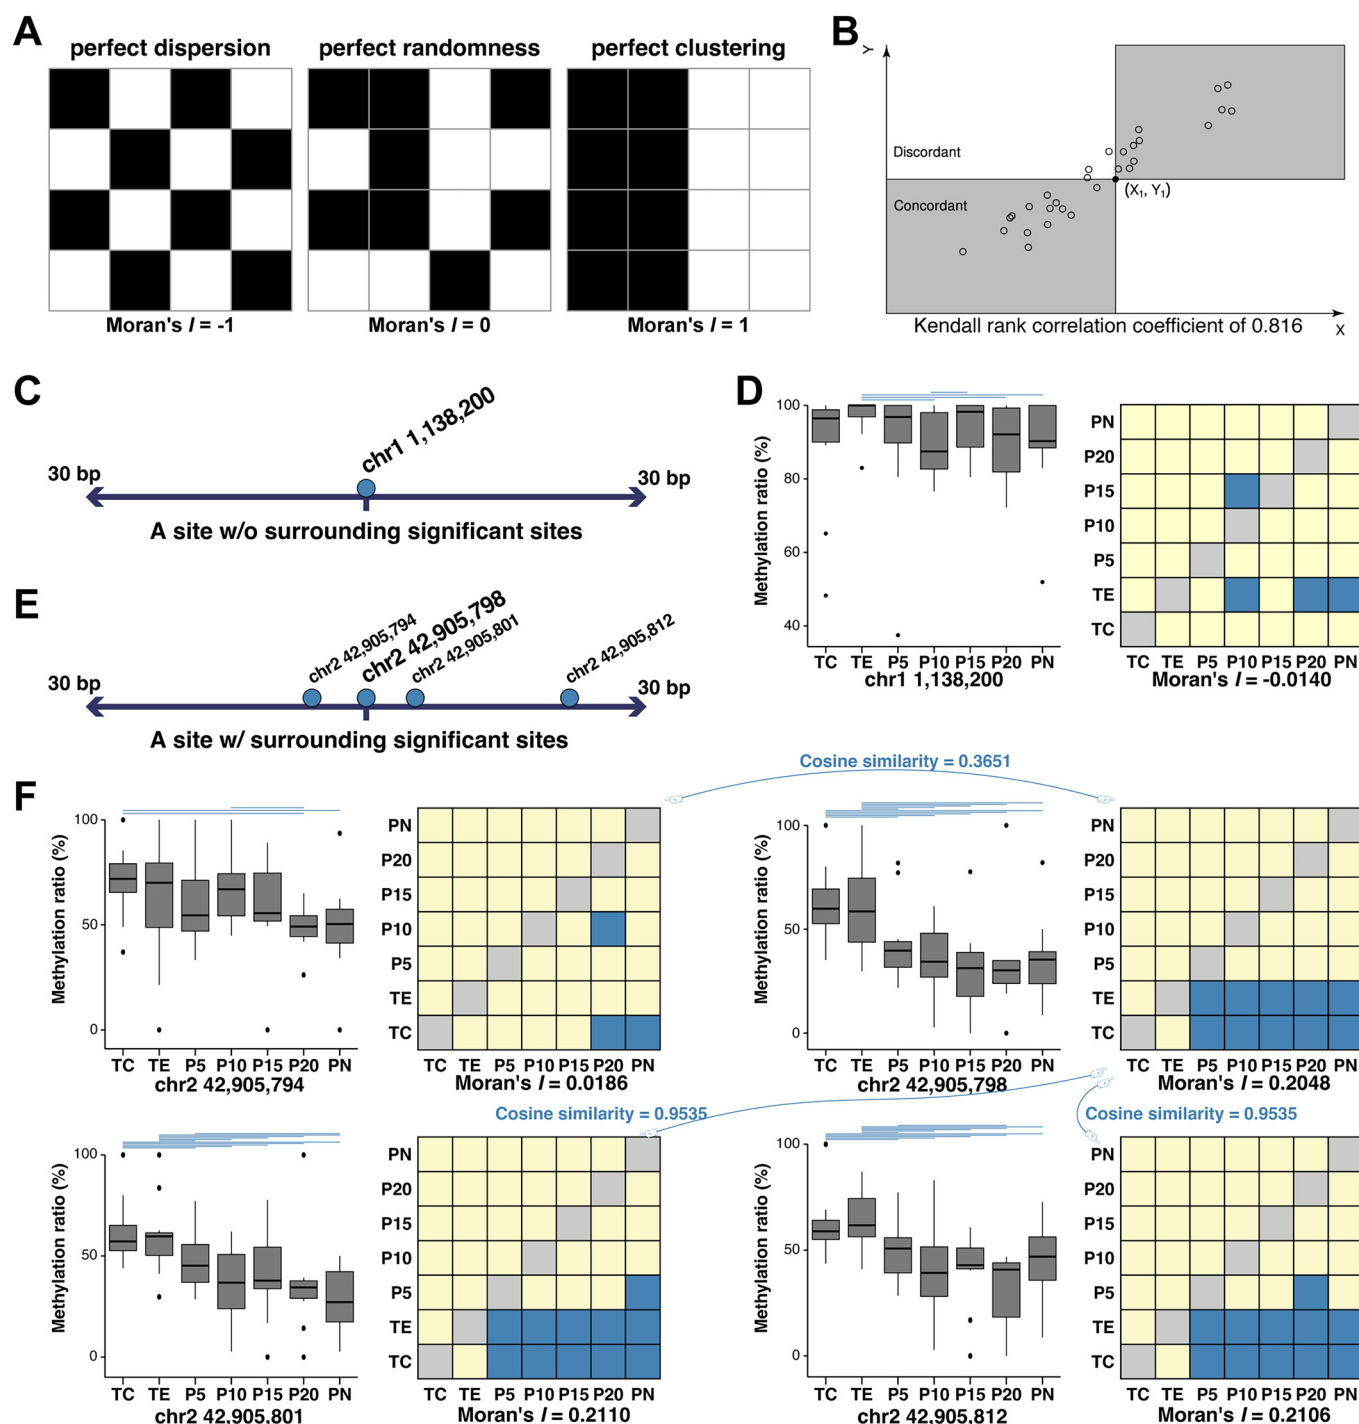 A
perfect dispersion
perfect randomness
perfect clustering
Moran's I = -1
Moran's I = 0
Moran's I = 1
B
Y
Discordant
Concordant
(X1, Y1)
X
Kendall rank correlation coefficient of 0.816
C
30 bp
chr1 1,138,200
30 bp
A site w/o surrounding significant sites
D
Methylation ratio (%)
100
80
60
40
TC TE P5 P10 P15 P20 PN
chr1 1,138,200
PN
P20
P15
P10
P5
TE
TC
TC TE P5 P10 P15 P20 PN
Moran's I = -0.0140
E
30 bp
chr2 42,905,794
chr2 42,905,798
chr2 42,905,801
chr2 42,905,812
30 bp
A site w/ surrounding significant sites
F
Cosine similarity = 0.3651
Methylation ratio (%)
100
50
0
TC TE P5 P10 P15 P20 PN
chr2 42,905,794
PN
P20
P15
P10
P5
TE
TC
TC TE P5 P10 P15 P20 PN
Moran's I = 0.0186
Methylation ratio (%)
100
50
0
TC TE P5 P10 P15 P20 PN
chr2 42,905,798
PN
P20
P15
P10
P5
TE
TC
TC TE P5 P10 P15 P20 PN
Moran's I = 0.2048
Cosine similarity = 0.9535
Cosine similarity = 0.9535
Methylation ratio (%)
100
50
0
TC TE P5 P10 P15 P20 PN
chr2 42,905,801
PN
P20
P15
P10
P5
TE
TC
TC TE P5 P10 P15 P20 PN
Moran's I = 0.2110
Methylation ratio (%)
100
50
0
TC TE P5 P10 P15 P20 PN
chr2 42,905,812
PN
P20
P15
P10
P5
TE
TC
TC TE P5 P10 P15 P20 PN
Moran's I = 0.2106